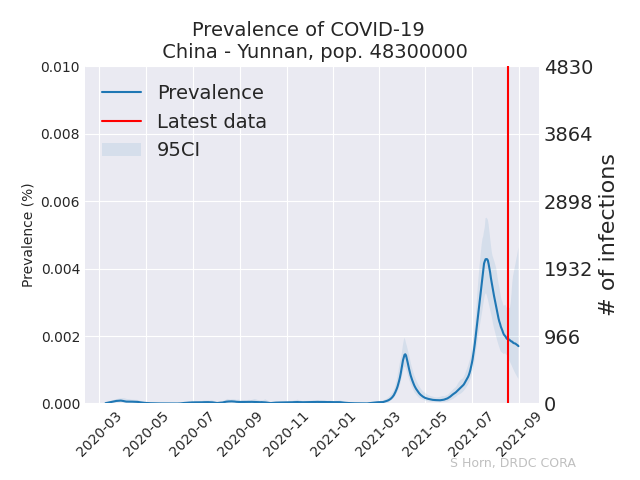 Prevalence of COVID-19
China - Yunnan, pop. 48300000
Prevalence
Latest data
95CI
Prevalence (%)
0.010
0.008
0.006
0.004
0.002
0.000
4830
3864
2898
1932
966
0
# of infections
2020-03
2020-05
2020-07
2020-09
2020-11
2021-01
2021-03
2021-05
2021-07
2021-09
S Horn, DRDC CORA